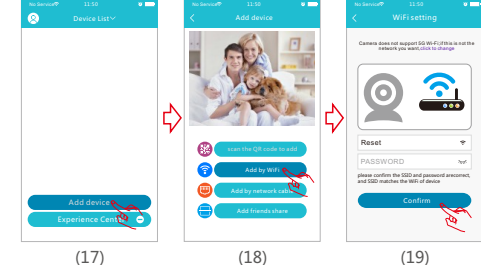 No Service 11:50
Device List
Add device
Experience Cent
(17)
No Service 11:50
Add device
scan the QR code to add
Add by WiFi
Add by network cable
Add friends share
(18)
No Service 11:50
WiFi setting
Camera does not support 5G Wi-Fi;if this is not the
network you want,click to change
Reset
PASSWORD
please confirm the SSID and password arecorrect,
and SSID matches the WiFi of device
Confirm
(19)